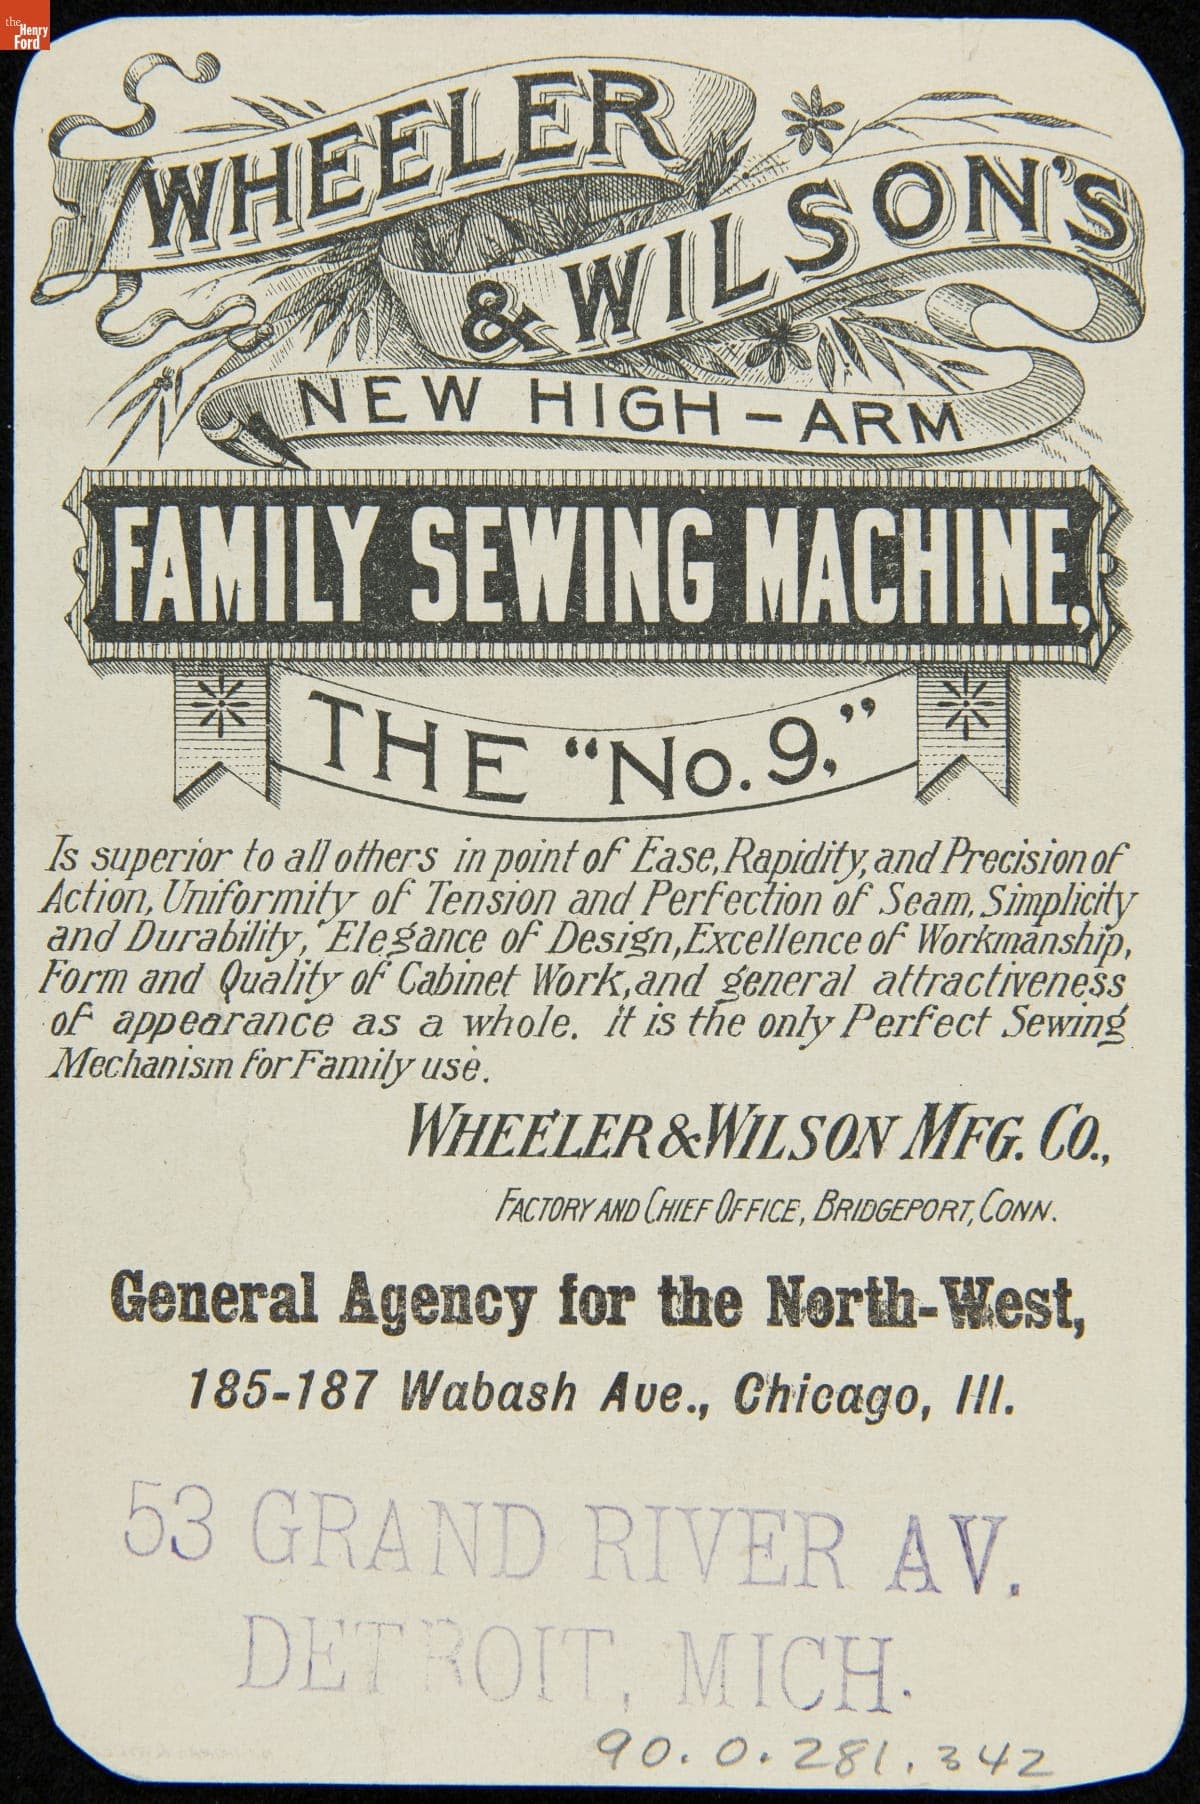 the Henry Ford
WHEELER
& WILSON'S
NEW HIGH-ARM
FAMILY SEWING MACHINE,
THE "No. 9,"
Is superior to all others in point of Ease, Rapidity, and Precision of
Action, Uniformity of Tension and Perfection of Seam, Simplicity
and Durability, Elegance of Design, Excellence of Workmanship,
Form and Quality of Cabinet Work, and general attractiveness
of appearance as a whole. it is the only Perfect Sewing
Mechanism for Family use.
WHEELER & WILSON MFG. CO.,
FACTORY AND CHIEF OFFICE, BRIDGEPORT, CONN.
General Agency for the North-West,
185-187 Wabash Ave., Chicago, Ill.
53 GRAND RIVER AV.
DETROIT, MICH.
90.0.281.342